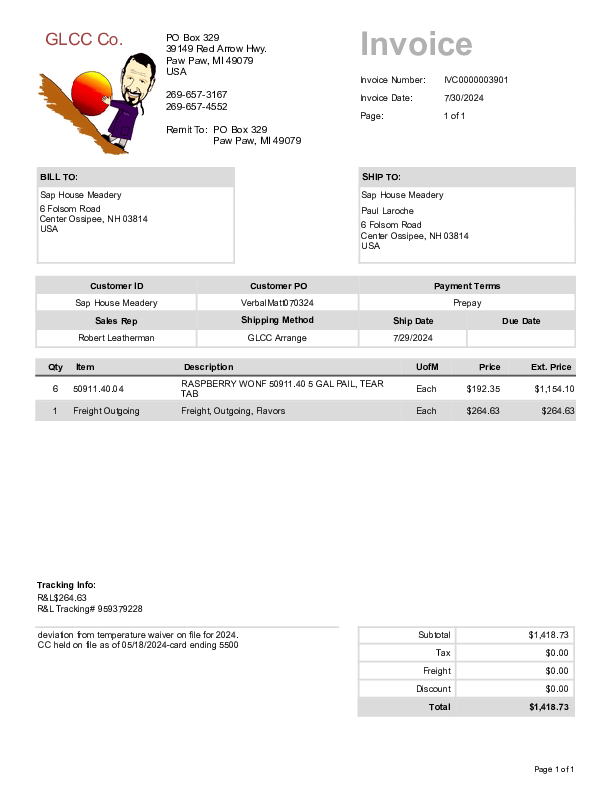 GLCC Co.
PO Box 329
39149 Red Arrow Hwy.
Paw Paw, MI 49079
USA
269-657-3167
269-657-4552
Remit To: PO Box 329
Paw Paw, MI 49079
Invoice
Invoice Number: IVC0000003901
Invoice Date: 7/30/2024
Page: 1 of 1
BILL TO:
Sap House Meadery
6 Folsom Road
Center Ossipee, NH 03814
USA
SHIP TO:
Sap House Meadery
Paul Laroche
6 Folsom Road
Center Ossipee, NH 03814
USA
Customer ID Customer PO Payment Terms
Sap House Meadery VerbalMatt070324 Prepay
Sales Rep Shipping Method Ship Date Due Date
Robert Leatherman GLCC Arrange 7/29/2024
Qty Item Description UofM Price Ext. Price
6 50911.40.04 RASPBERRY WONF 50911.40 5 GAL PAIL, TEAR Each $192.35 $1,154.10
TAB
1 Freight Outgoing Freight, Outgoing, Flavors Each $264.63 $264.63
Tracking Info:
R&L$264.63
R&L Tracking# 959379228
deviation from temperature waiver on file for 2024.
CC held on file as of 05/18/2024-card ending 5500
Subtotal $1,418.73
Tax $0.00
Freight $0.00
Discount $0.00
Total $1,418.73
Page 1 of 1